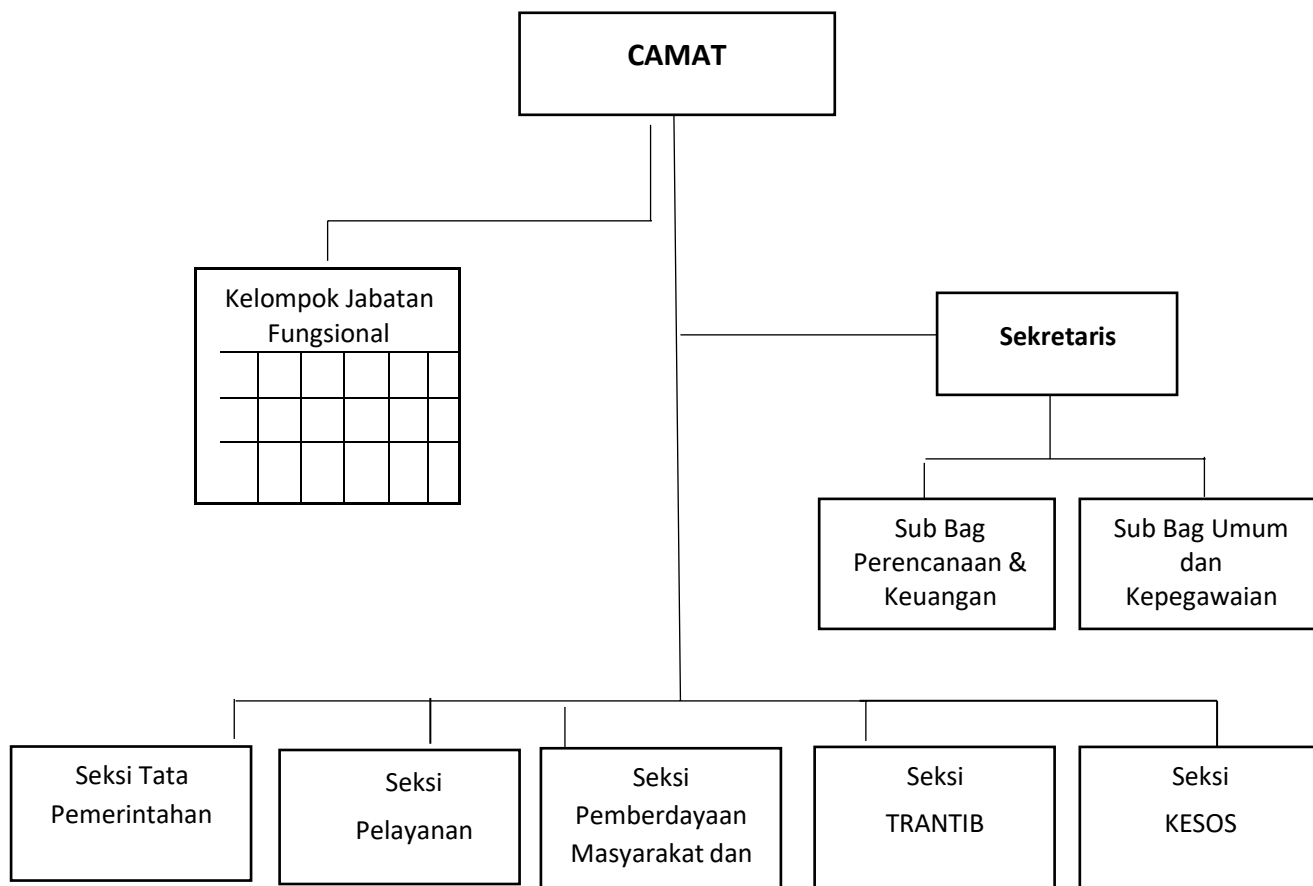 CAMAT
Kelompok Jabatan
Fungsional
Sekretaris
Sub Bag
Perencanaan &
Keuangan
Sub Bag Umum
dan
Kepegawaian
Seksi Tata
Pemerintahan
Seksi
Pelayanan
Seksi
Pemberdayaan
Masyarakat dan
Seksi
TRANTIB
Seksi
KESOS